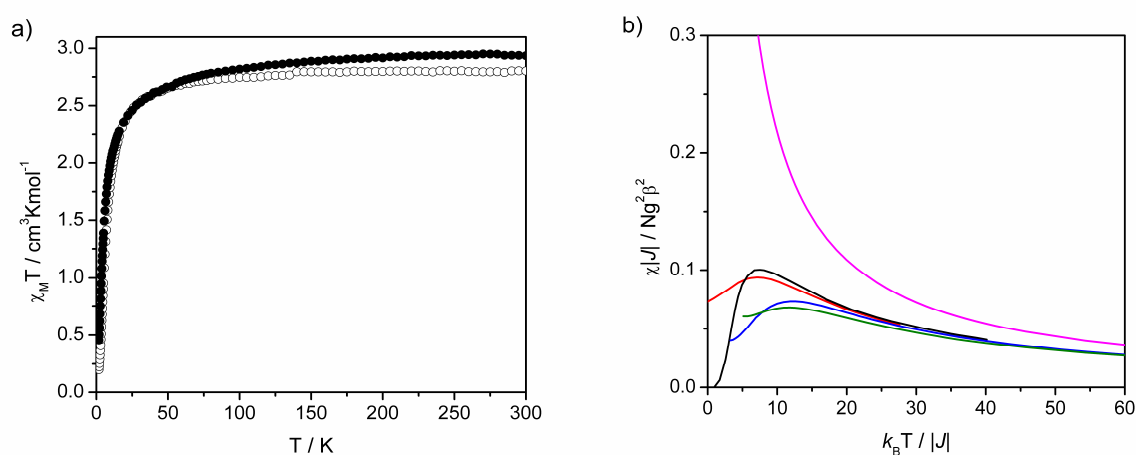 a)
3.0
2.5
2.0
1.5
1.0
0.5
0.0
χ_M T / cm³Kmol⁻¹
0 50 100 150 200 250 300
T / K
b)
0.3
0.2
0.1
0.0
χ|J| / Ng²β²
0 10 20 30 40 50 60
k_B T / |J|